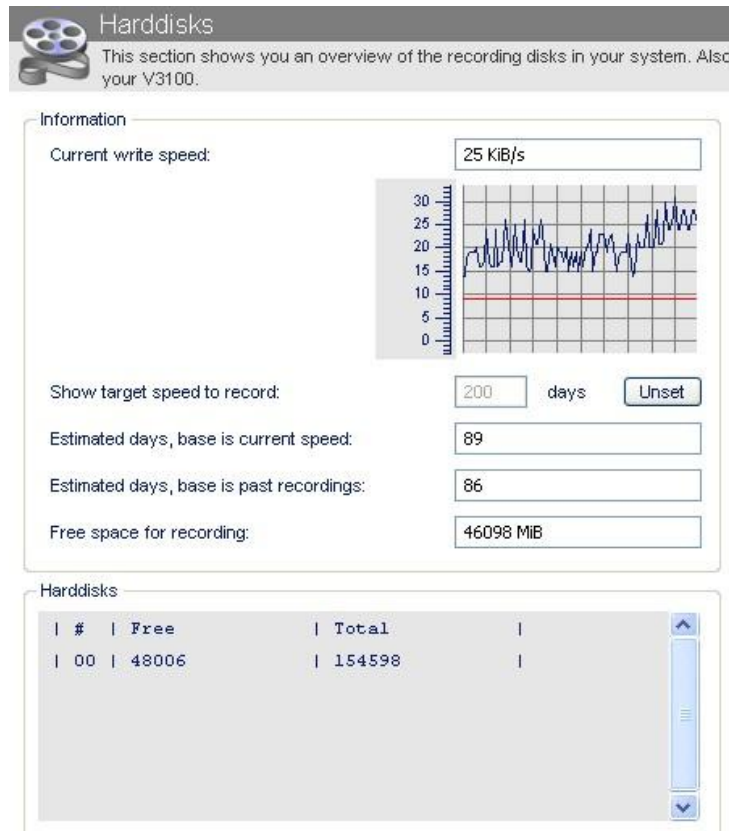 Harddisks
This section shows you an overview of the recording disks in your system. Also
your V3100.
Information
Current write speed: 25 KiB/s
30
25
20
15
10
5
0
Show target speed to record: 200 days Unset
Estimated days, base is current speed: 89
Estimated days, base is past recordings: 86
Free space for recording: 46098 MiB
Harddisks
| # | Free | Total |
| 00 | 48006 | 154598 |